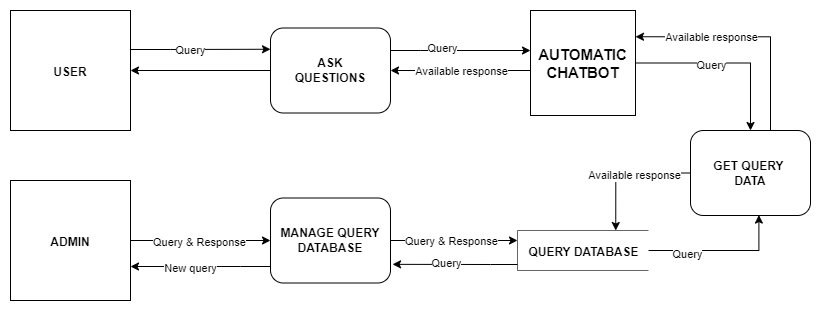 Query
USER
Available response
ASK
QUESTIONS
Query
Available response
AUTOMATIC
CHATBOT
Query
GET QUERY
DATA
Available response
ADMIN
Query & Response
New query
MANAGE QUERY
DATABASE
Query & Response
Query
QUERY DATABASE
Query